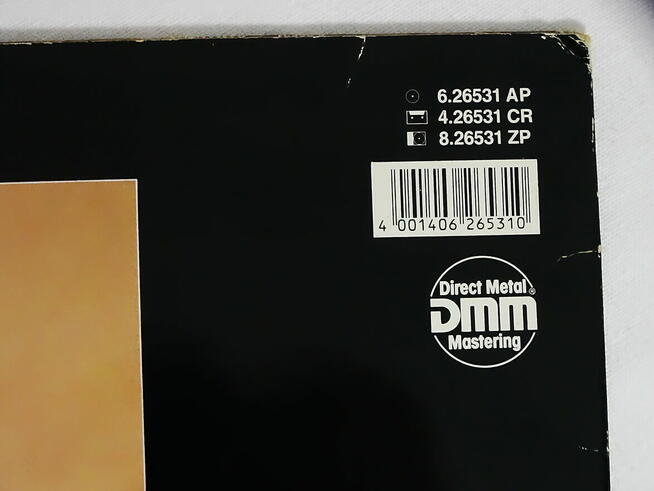 6.26531 AP
4.26531 CR
8.26531 ZP
4 001406 265310
Direct Metal®
DMM
Mastering